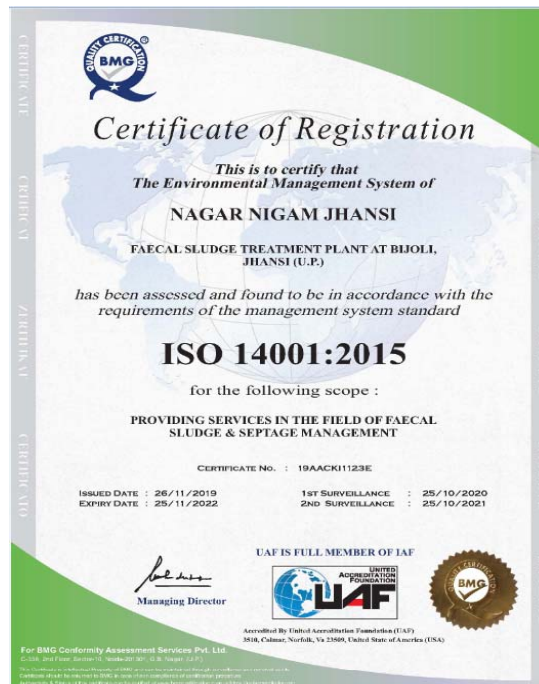 CERTIFICATE
CERTIFICAT
ZERTIFIKAT
CERTIFICATO
QUALITY CERTIFICATION
BMG
Certificate of Registration
This is to certify that
The Environmental Management System of
NAGAR NIGAM JHANSI
FAECAL SLUDGE TREATMENT PLANT AT BIJOLI,
JHANSI (U.P.)
has been assessed and found to be in accordance with the
requirements of the management system standard
ISO 14001:2015
for the following scope :
PROVIDING SERVICES IN THE FIELD OF FAECAL
SLUDGE & SEPTAGE MANAGEMENT
CERTIFICATE NO. : 19AACKI1123E
ISSUED DATE : 26/11/2019
EXPIRY DATE : 25/11/2022
1ST SURVEILLANCE : 25/10/2020
2ND SURVEILLANCE : 25/10/2021
Managing Director
UAF IS FULL MEMBER OF IAF
UNITED
ACCREDITATION
FOUNDATION
UAF
Accredited By United Accreditation Foundation (UAF)
3510, Calmar, Norfolk, Va 23509, United State of America (USA)
BMG
For BMG Conformity Assessment Services Pvt. Ltd.